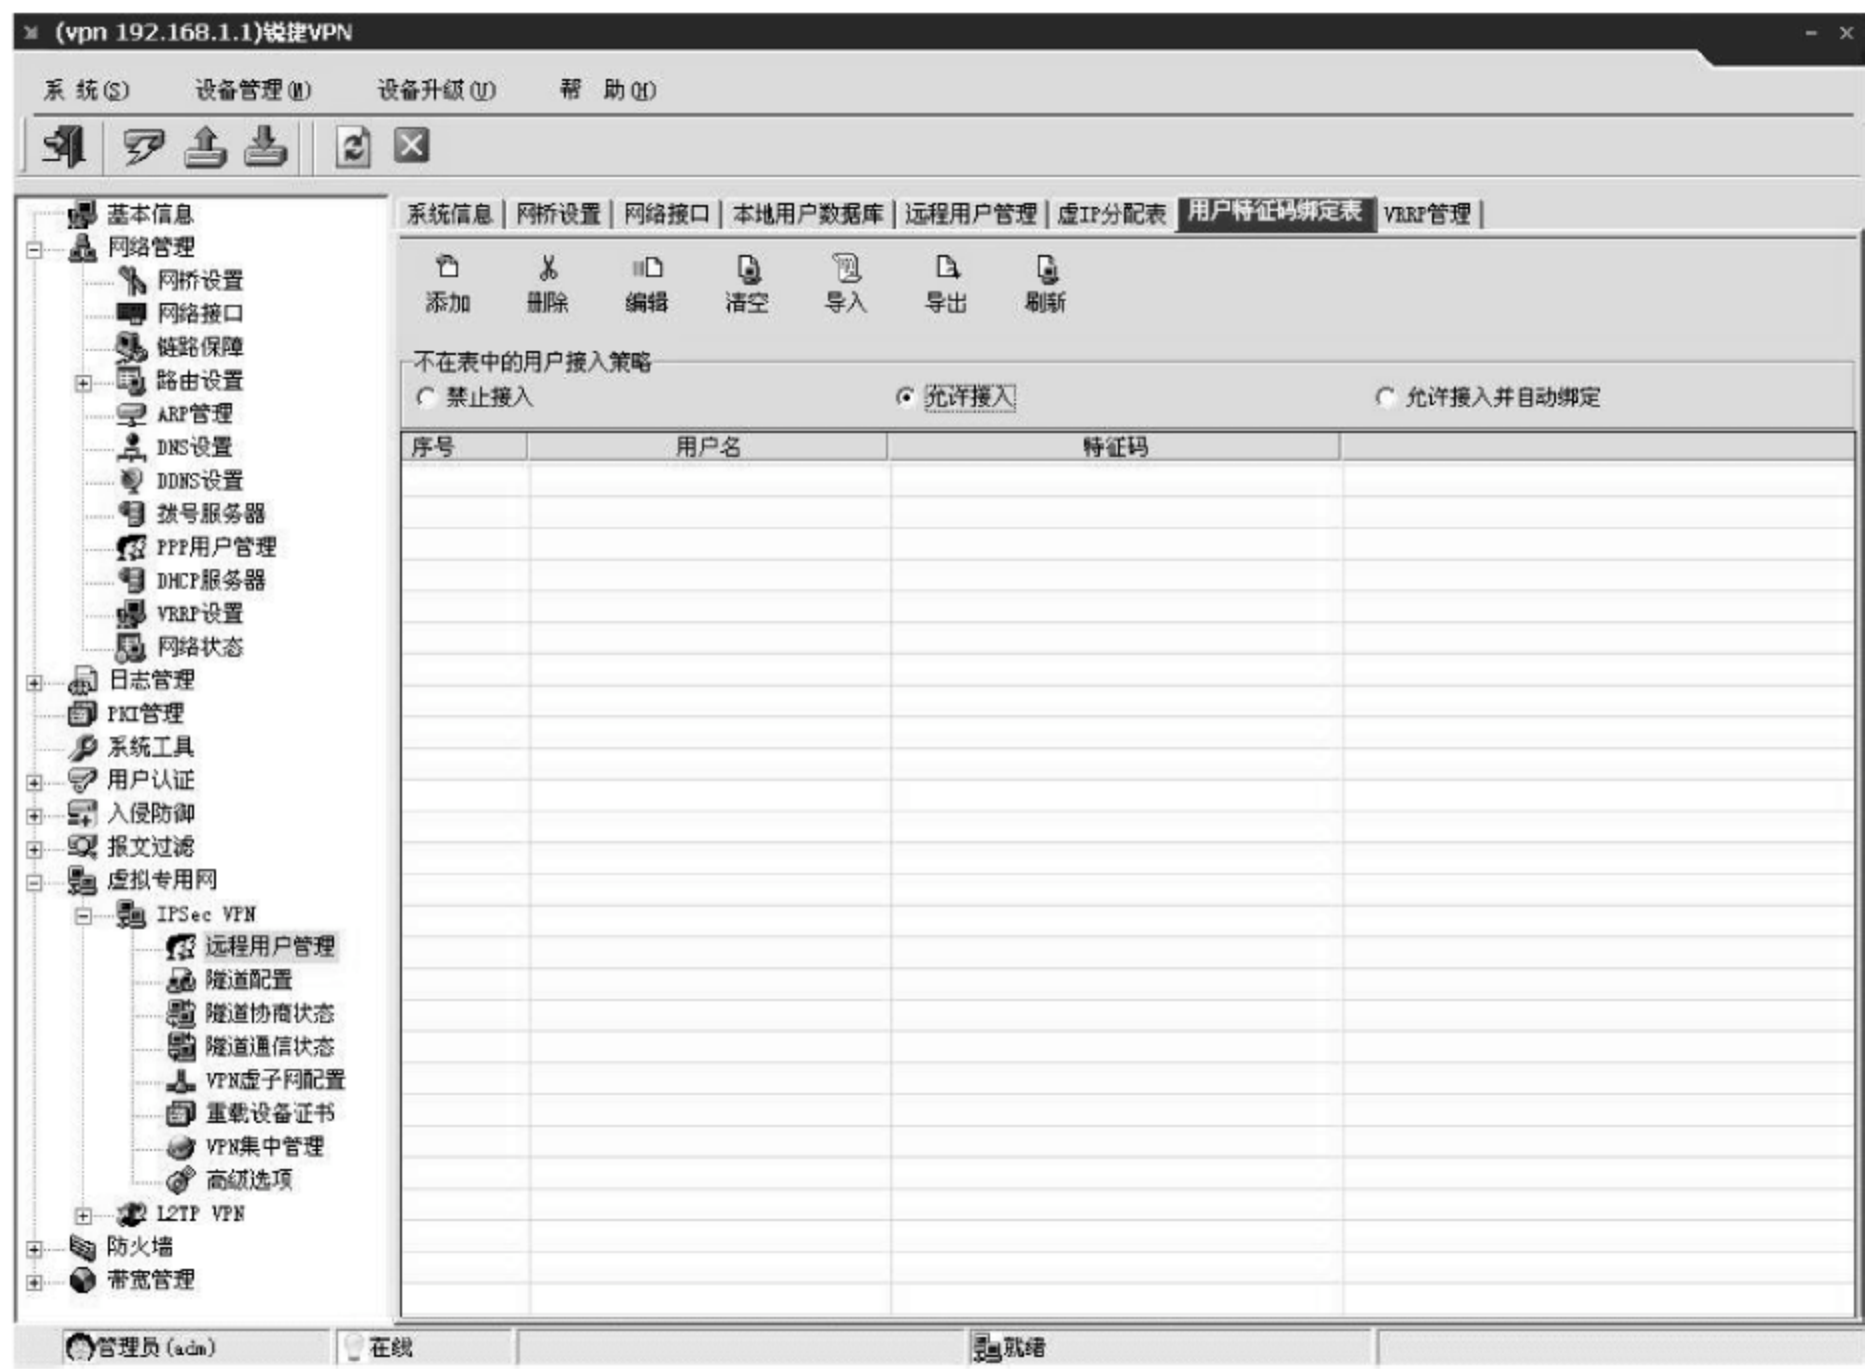 (vpn 192.168.1.1)锐捷VPN
系 统(S) 设备管理(M) 设备升级(U) 帮 助(H)
系统信息 网桥设置 网络接口 本地用户数据库 远程用户管理 虚IP分配表 用户特征码绑定表 VRRP管理
添加 删除 编辑 清空 导入 导出 刷新
不在表中的用户接入策略
禁止接入 允许接入 允许接入并自动绑定
序号 用户名 特征码
基本信息
网络管理
网桥设置
网络接口
链路保障
路由设置
ARP管理
DNS设置
DDNS设置
拨号服务器
PPP用户管理
DHCP服务器
VRRP设置
网络状态
日志管理
PKI管理
系统工具
用户认证
入侵防御
报文过滤
虚拟专用网
IPSec VPN
远程用户管理
隧道配置
隧道协商状态
隧道通信状态
VPN虚子网配置
重载设备证书
VPN集中管理
高级选项
L2TP VPN
防火墙
带宽管理
管理员(adm) 在线 就绪